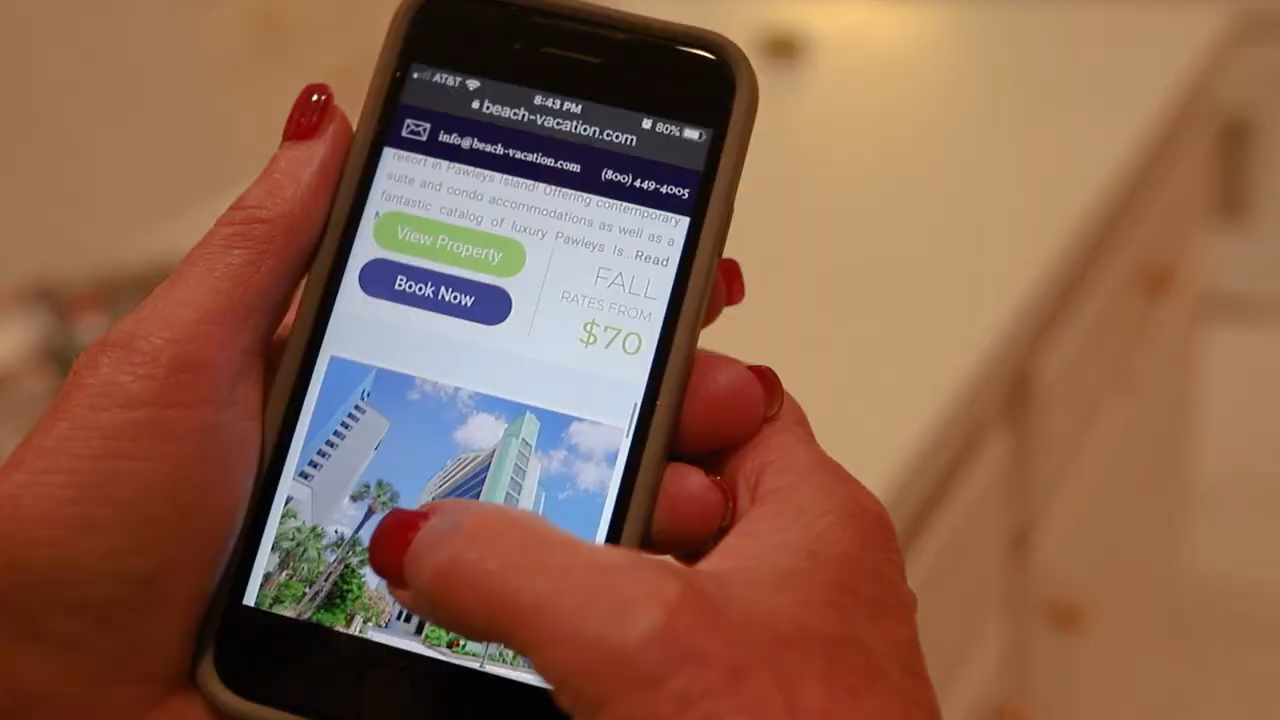 AT&T
8:43 PM
80%
beach-vacation.com
info@beach-vacation.com
(800) 449-4005
resort in Pawleys Island! Offering contemporary
suite and condo accommodations as well as a
fantastic catalog of luxury Pawleys Is...Read
View Property
Book Now
FALL
RATES FROM
$70